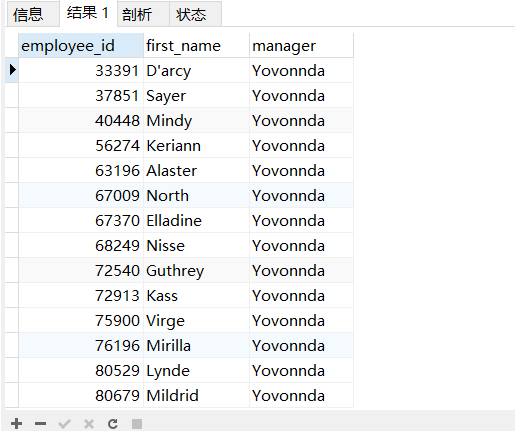 信息 结果 1 剖析 状态
employee_id first_name manager
33391 D'arcy Yovonnda
37851 Sayer Yovonnda
40448 Mindy Yovonnda
56274 Keriann Yovonnda
63196 Alaster Yovonnda
67009 North Yovonnda
67370 Elladine Yovonnda
68249 Nisse Yovonnda
72540 Guthrey Yovonnda
72913 Kass Yovonnda
75900 Virge Yovonnda
76196 Mirilla Yovonnda
80529 Lynde Yovonnda
80679 Mildrid Yovonnda